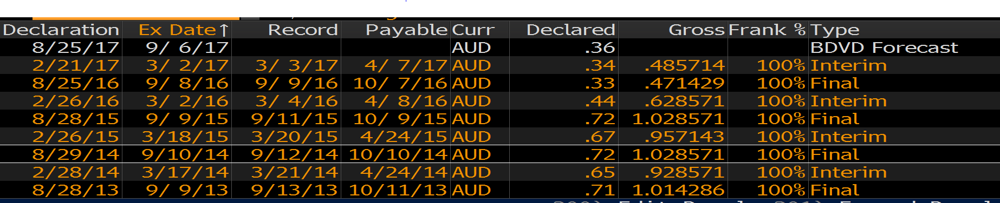 Declaration Ex Date↑ Record Payable Curr Declared Gross Frank % Type
8/25/17 9/ 6/17 AUD .36 BDVD Forecast
2/21/17 3/ 2/17 3/ 3/17 4/ 7/17 AUD .34 .485714 100% Interim
8/25/16 9/ 8/16 9/ 9/16 10/ 7/16 AUD .33 .471429 100% Final
2/26/16 3/ 2/16 3/ 4/16 4/ 8/16 AUD .44 .628571 100% Interim
8/28/15 9/ 9/15 9/11/15 10/ 9/15 AUD .72 1.028571 100% Final
2/26/15 3/18/15 3/20/15 4/24/15 AUD .67 .957143 100% Interim
8/29/14 9/10/14 9/12/14 10/10/14 AUD .72 1.028571 100% Final
2/28/14 3/17/14 3/21/14 4/24/14 AUD .65 .928571 100% Interim
8/28/13 9/ 9/13 9/13/13 10/11/13 AUD .71 1.014286 100% Final